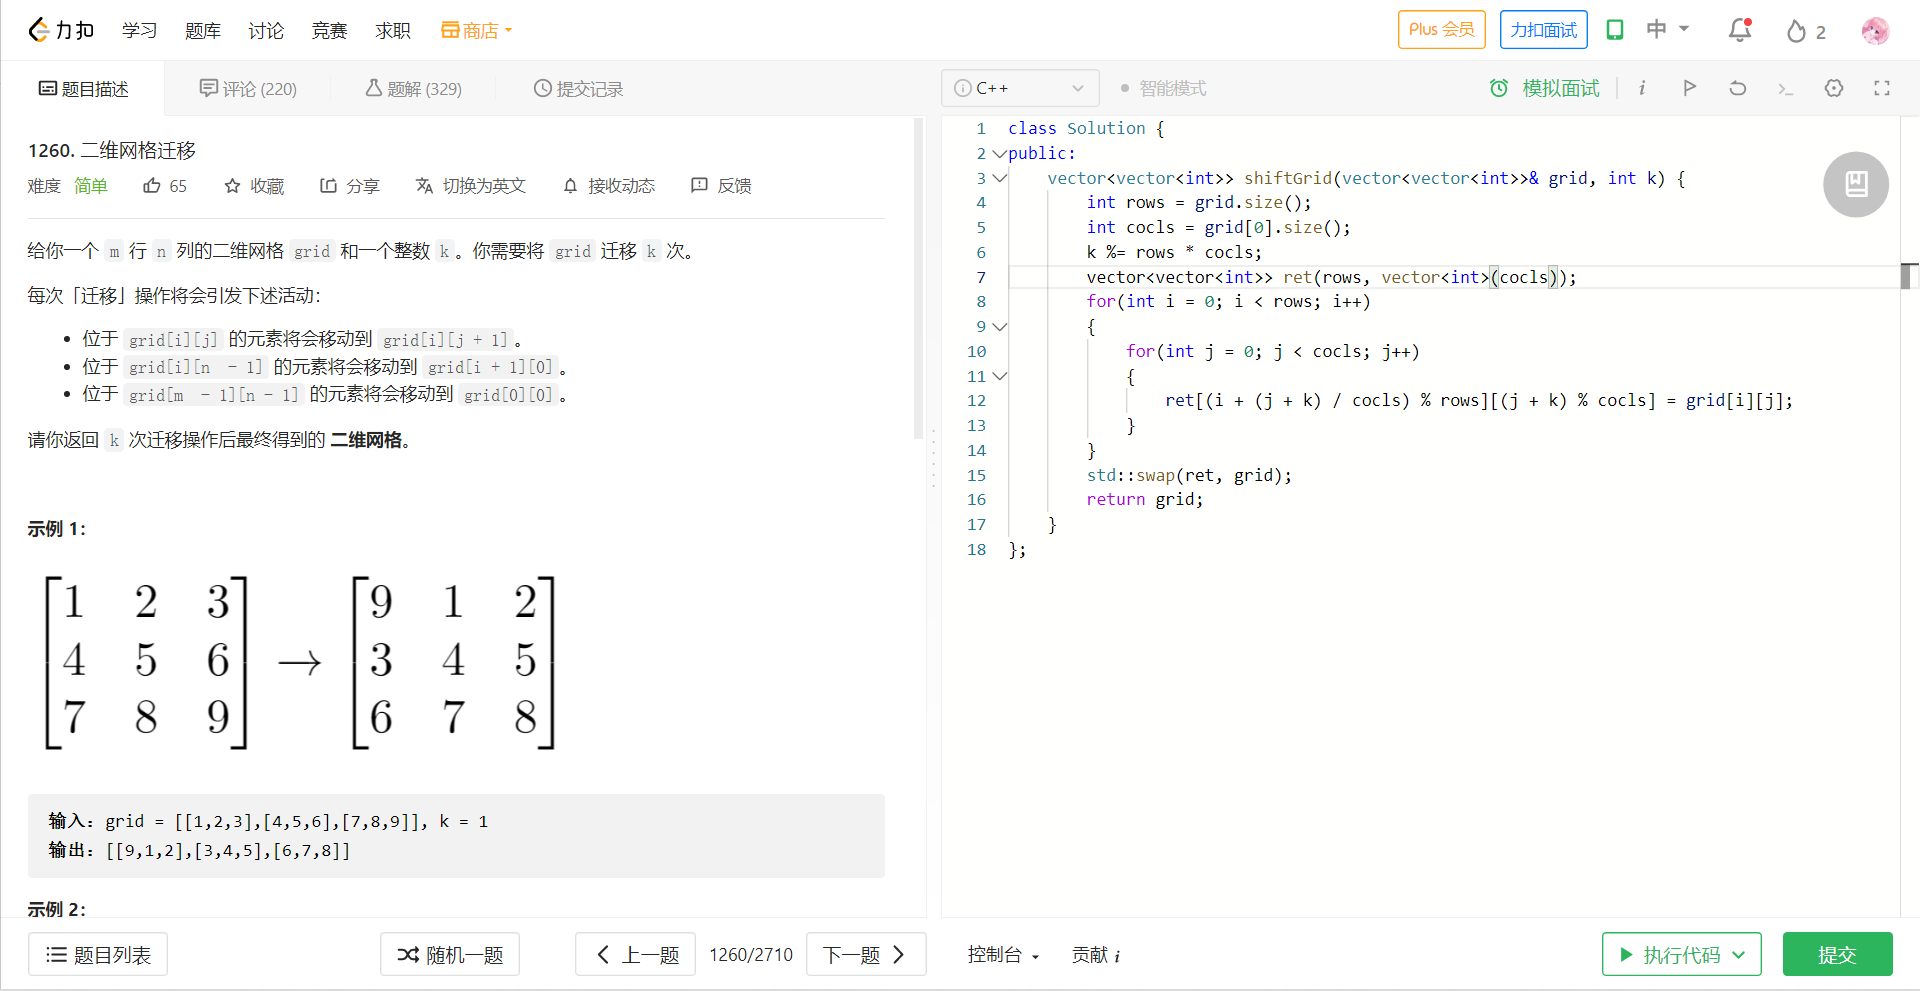 力扣 学习 题库 讨论 竞赛 求职 商店 Plus 会员 力扣面试 中 2
题目描述 评论 (220) 题解 (329) 提交记录
1260. 二维网格迁移
难度 简单 65 收藏 分享 切换为英文 接收动态 反馈
给你一个 m 行 n 列的二维网格 grid 和一个整数 k。你需要将 grid 迁移 k 次。
每次「迁移」操作将会引发下述活动：
• 位于 grid[i][j] 的元素将会移动到 grid[i][j + 1]。
• 位于 grid[i][n - 1] 的元素将会移动到 grid[i + 1][0]。
• 位于 grid[m - 1][n - 1] 的元素将会移动到 grid[0][0]。
请你返回 k 次迁移操作后最终得到的 二维网格。
示例 1：
1 2 3 9 1 2
4 5 6 → 3 4 5
7 8 9 6 7 8
输入：grid = [[1,2,3],[4,5,6],[7,8,9]], k = 1
输出：[[9,1,2],[3,4,5],[6,7,8]]
示例 2：
题目列表 随机一题 上一题 1260/2710 下一题
C++ 智能模式 模拟面试 i
1 class Solution {
2 public:
3 vector<vector<int>> shiftGrid(vector<vector<int>>& grid, int k) {
4 int rows = grid.size();
5 int cocls = grid[0].size();
6 k %= rows * cocls;
7 vector<vector<int>> ret(rows, vector<int>(cocls));
8 for(int i = 0; i < rows; i++)
9 {
10 for(int j = 0; j < cocls; j++)
11 {
12 ret[(i + (j + k) / cocls) % rows][(j + k) % cocls] = grid[i][j];
13 }
14 }
15 std::swap(ret, grid);
16 return grid;
17 }
18 };
控制台 贡献 i 执行代码 提交